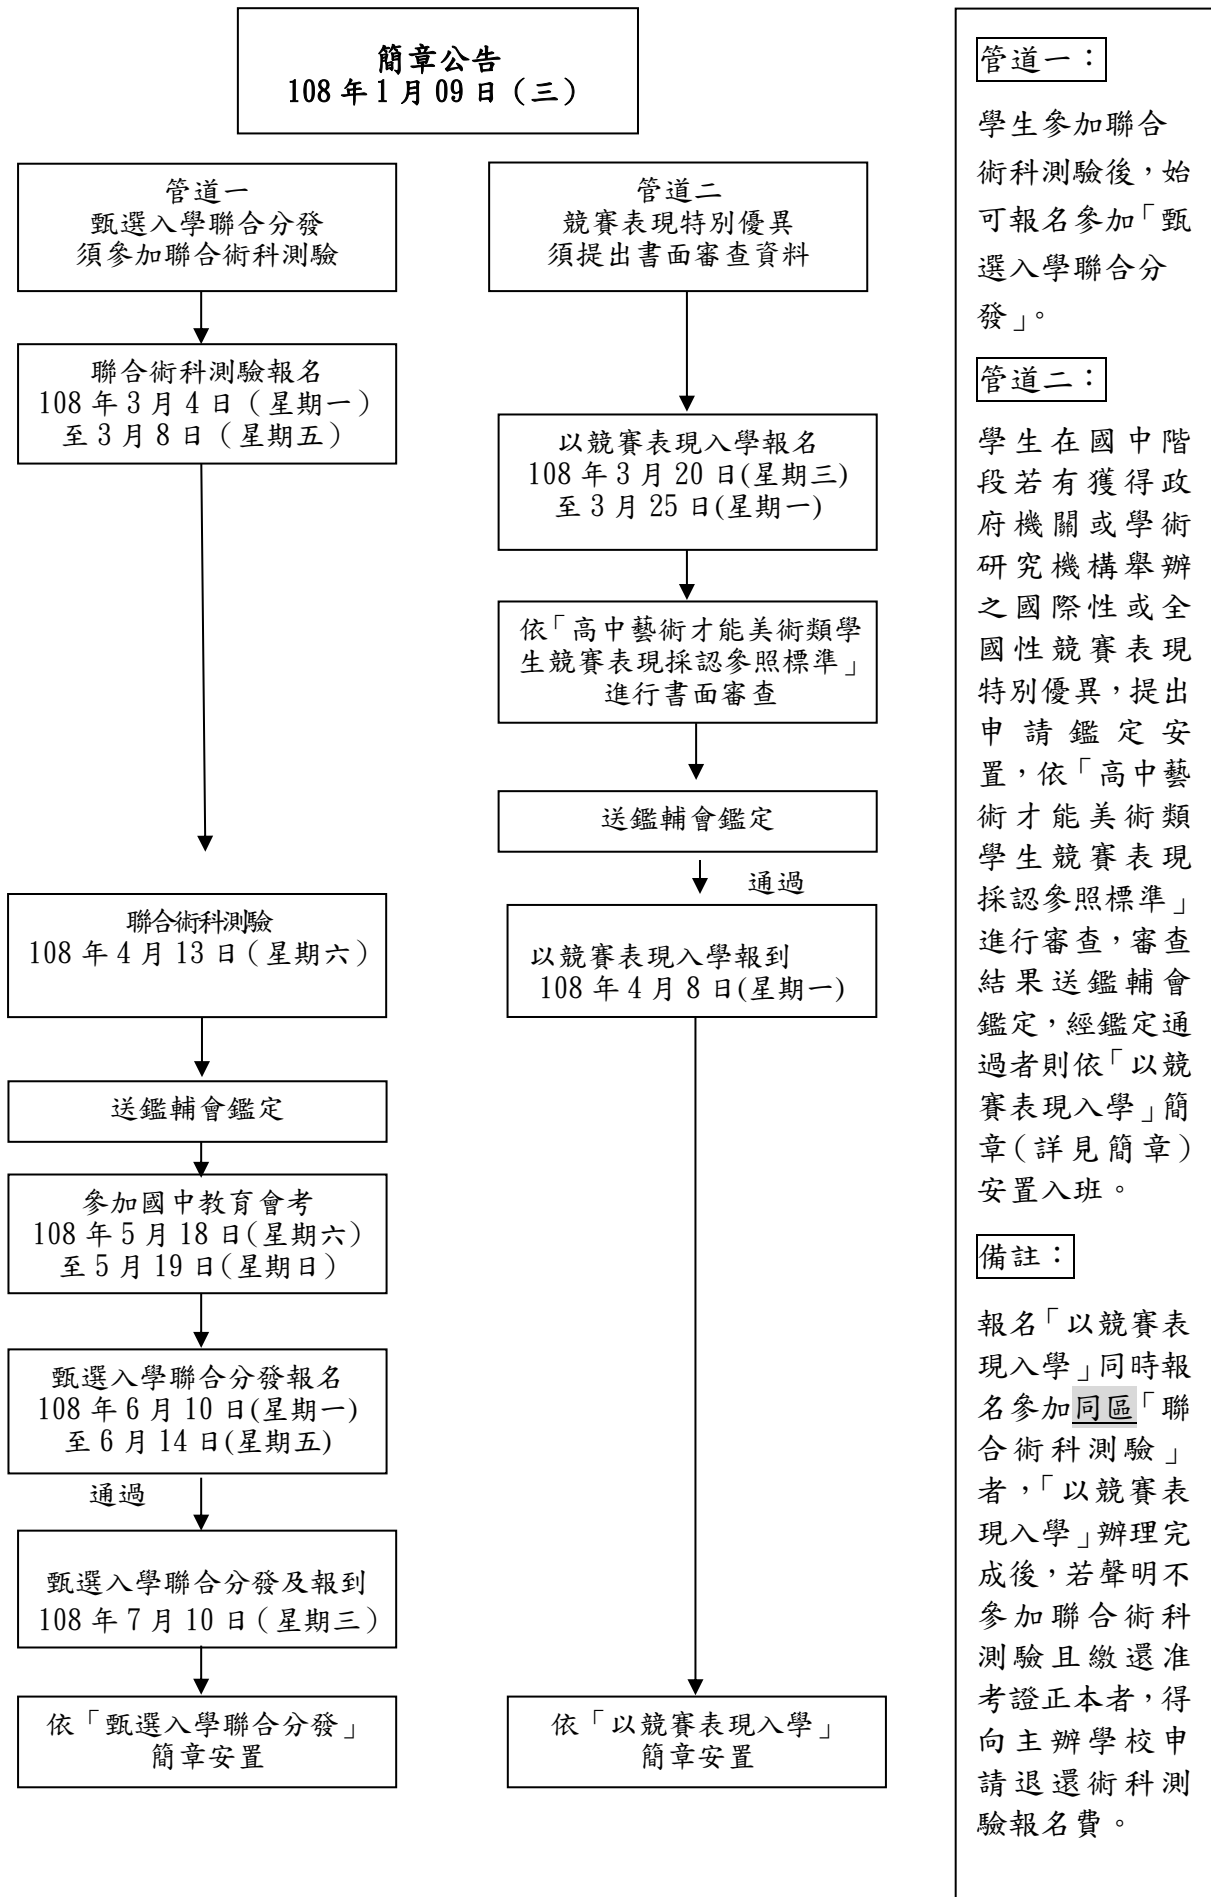 簡章公告
108 年 1 月 09 日（三）
管道一
甄選入學聯合分發
須參加聯合術科測驗
聯合術科測驗報名
108 年 3 月 4 日（星期一）
至 3 月 8 日（星期五）
聯合術科測驗
108 年 4 月 13 日（星期六）
送鑑輔會鑑定
參加國中教育會考
108 年 5 月 18 日(星期六)
至 5 月 19 日(星期日)
甄選入學聯合分發報名
108 年 6 月 10 日(星期一)
至 6 月 14 日(星期五)
通過
甄選入學聯合分發及報到
108 年 7 月 10 日（星期三）
依「甄選入學聯合分發」
簡章安置
管道二
競賽表現特別優異
須提出書面審查資料
以競賽表現入學報名
108 年 3 月 20 日(星期三)
至 3 月 25 日(星期一)
依「高中藝術才能美術類學
生競賽表現採認參照標準」
進行書面審查
送鑑輔會鑑定
通過
以競賽表現入學報到
108 年 4 月 8 日(星期一)
依「以競賽表現入學」
簡章安置
管道一：
學生參加聯合
術科測驗後，始
可報名參加「甄
選入學聯合分
發」。
管道二：
學生在國中階
段若有獲得政
府機關或學術
研究機構舉辦
之國際性或全
國性競賽表現
特別優異，提出
申請鑑定安
置，依「高中藝
術才能美術類
學生競賽表現
採認參照標準」
進行審查，審查
結果送鑑輔會
鑑定，經鑑定通
過者則依「以競
賽表現入學」簡
章(詳見簡章)
安置入班。
備註：
報名「以競賽表
現入學」同時報
名參加同區「聯
合術科測驗」
者，「以競賽表
現入學」辦理完
成後，若聲明不
參加聯合術科
測驗且繳還准
考證正本者，得
向主辦學校申
請退還術科測
驗報名費。